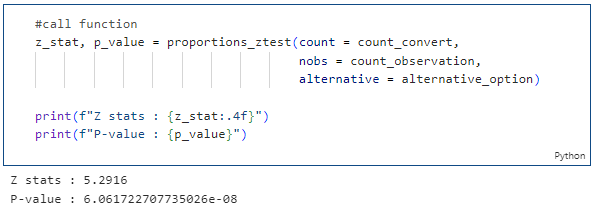 #call function
z_stat, p_value = proportions_ztest(count = count_convert,
nobs = count_observation,
alternative = alternative_option)
print(f"Z stats : {z_stat:.4f}")
print(f"P-value : {p_value}")
Python
Z stats : 5.2916
P-value : 6.061722707735026e-08